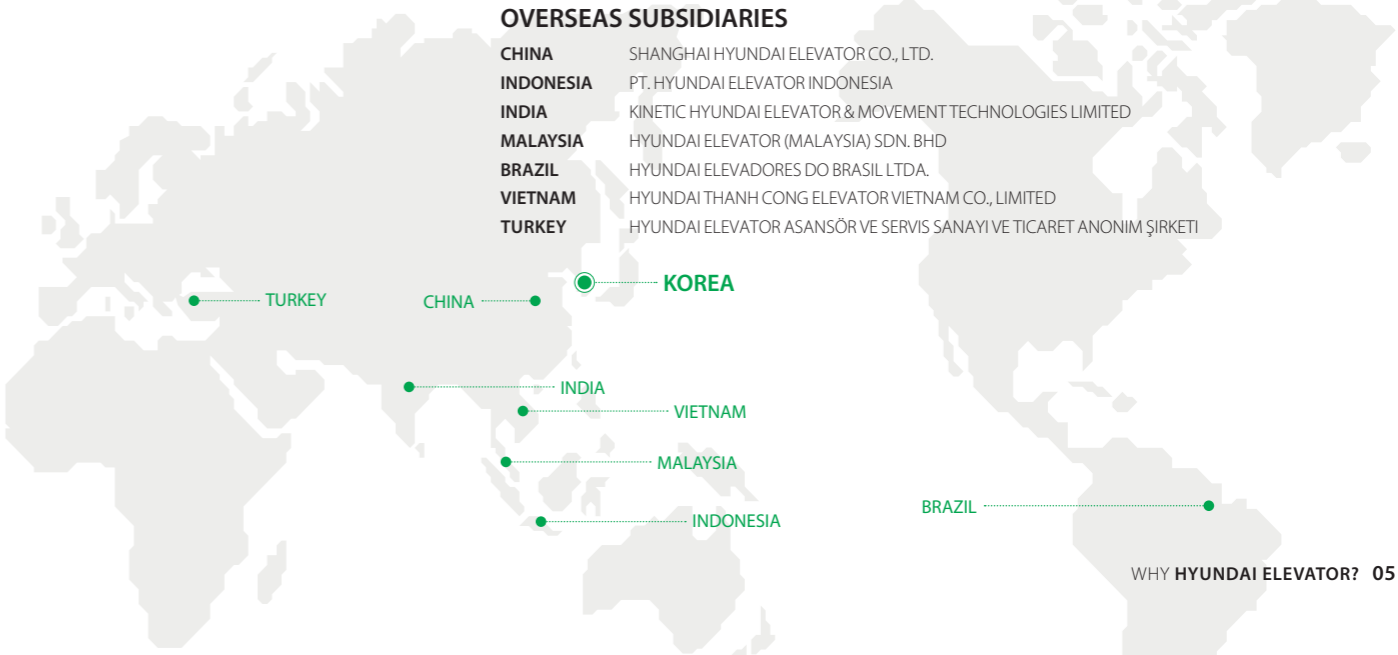 OVERSEAS SUBSIDIARIES
CHINA SHANGHAI HYUNDAI ELEVATOR CO., LTD.
INDONESIA PT. HYUNDAI ELEVATOR INDONESIA
INDIA KINETIC HYUNDAI ELEVATOR & MOVEMENT TECHNOLOGIES LIMITED
MALAYSIA HYUNDAI ELEVATOR (MALAYSIA) SDN. BHD
BRAZIL HYUNDAI ELEVADORES DO BRASIL LTDA.
VIETNAM HYUNDAI THANH CONG ELEVATOR VIETNAM CO., LIMITED
TURKEY HYUNDAI ELEVATOR ASANSÖR VE SERVIS SANAYI VE TICARET ANONIM ŞIRKETI
KOREA
TURKEY
CHINA
INDIA
VIETNAM
MALAYSIA
BRAZIL
INDONESIA
WHY HYUNDAI ELEVATOR? 05